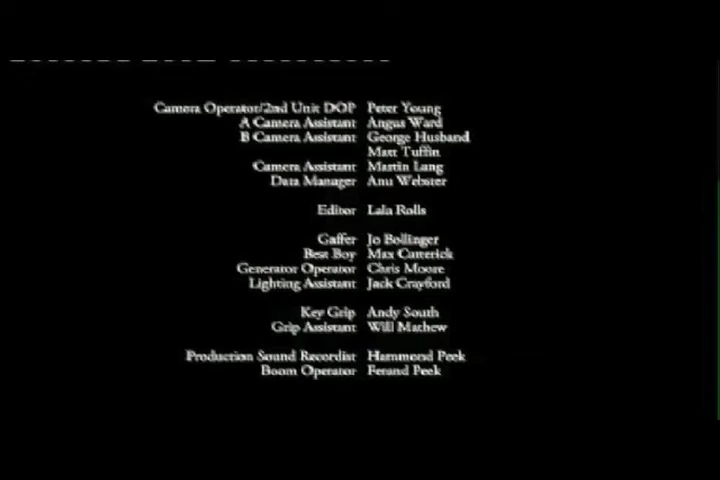 Camera Operator/2nd Unit DOP Peter Young
A Camera Assistant Angus Ward
B Camera Assistant George Husband
Matt Tuffin
Camera Assistant Martin Lang
Data Manager Anu Webster
Editor Lala Rolls
Gaffer Jo Bollinger
Best Boy Max
Generator Operator Chris Moore
Lighting Assistant Jack Crayford
Key Grip Andy South
Grip Assistant Will Mathew
Production Sound Recordist Hammond Peek
Boom Operator Ferand Peek